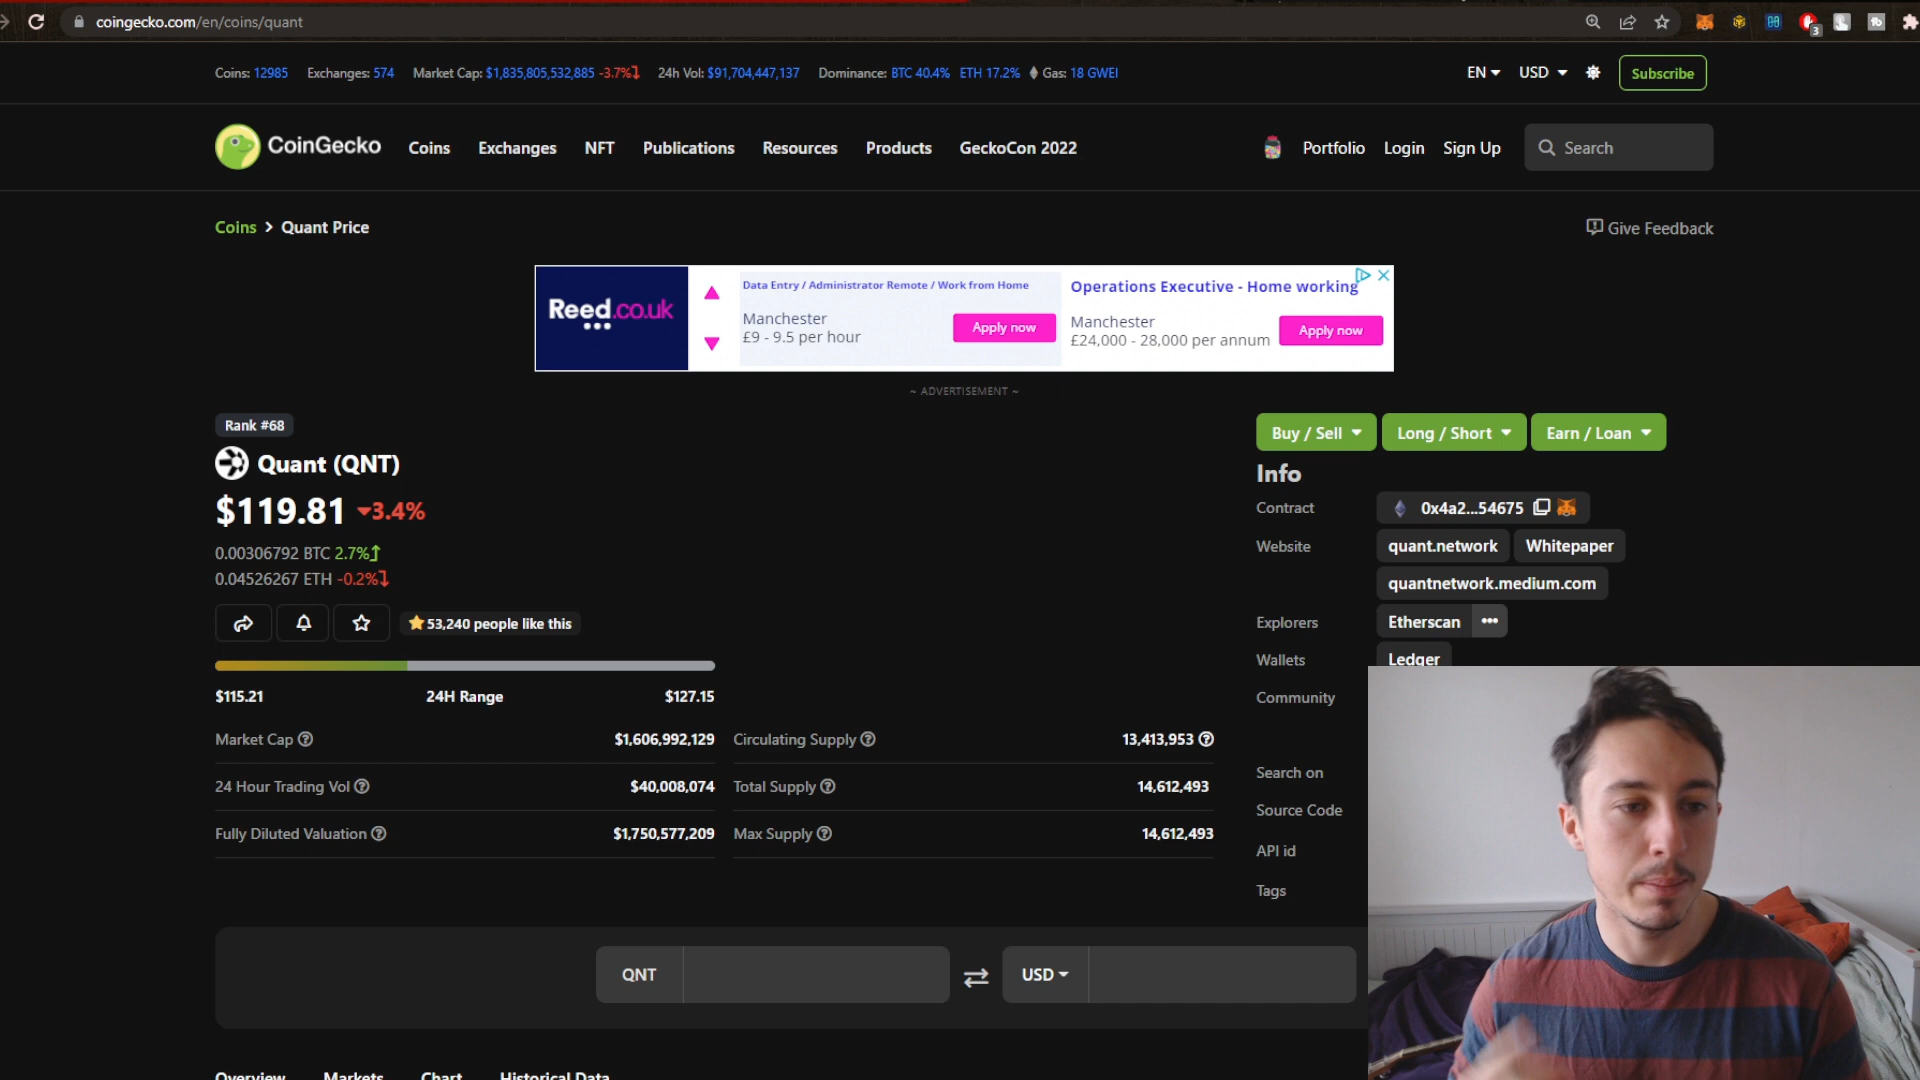 coingecko.com/en/coins/quant
3
Coins: 12985 Exchanges: 574 Market Cap: $1,835,805,532,885 -3.7% 24h Vol: $91,704,447,137 Dominance: BTC 40.4% ETH 17.2% Gas: 18 GWEI
EN USD Subscribe
CoinGecko Coins Exchanges NFT Publications Resources Products GeckoCon 2022 Portfolio Login Sign Up Search
Coins > Quant Price
Give Feedback
Reed.co.uk
Data Entry / Administrator Remote / Work from Home
Manchester
£9 - 9.5 per hour
Apply now
Operations Executive - Home working
Manchester
£24,000 - 28,000 per annum
Apply now
~ ADVERTISEMENT ~
Rank #68
Quant (QNT)
$119.81 3.4%
0.00306792 BTC 2.7%
0.04526267 ETH -0.2%
53,240 people like this
$115.21 24H Range $127.15
Market Cap $1,606,992,129
Circulating Supply 13,413,953
24 Hour Trading Vol $40,008,074
Total Supply 14,612,493
Fully Diluted Valuation $1,750,577,209
Max Supply 14,612,493
Buy / Sell Long / Short Earn / Loan
Info
Contract 0x4a2...54675
Website quant.network Whitepaper
quantnetwork.medium.com
Explorers Etherscan •••
Wallets Ledger
Community
Search on
Source Code
API id
Tags
QNT USD
Overview Markets Chart Historical Data